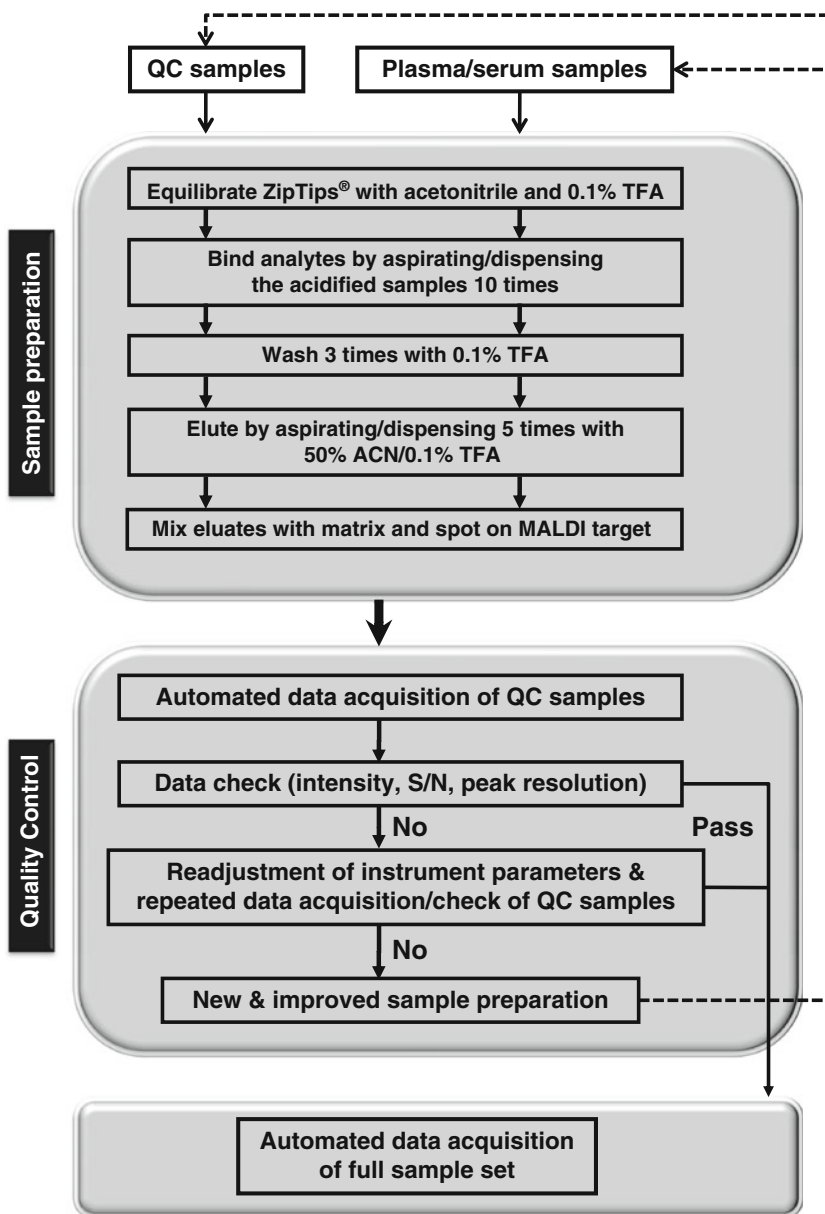 QC samples
Plasma/serum samples
Sample preparation
Equilibrate ZipTips® with acetonitrile and 0.1% TFA
Bind analytes by aspirating/dispensing
the acidified samples 10 times
Wash 3 times with 0.1% TFA
Elute by aspirating/dispensing 5 times with
50% ACN/0.1% TFA
Mix eluates with matrix and spot on MALDI target
Quality Control
Automated data acquisition of QC samples
Data check (intensity, S/N, peak resolution)
No
Pass
Readjustment of instrument parameters &
repeated data acquisition/check of QC samples
No
New & improved sample preparation
Automated data acquisition
of full sample set